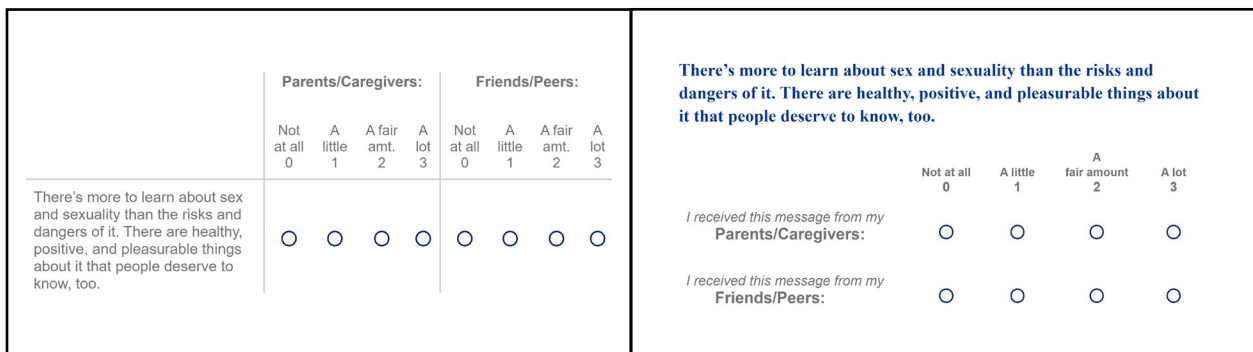 Parents/Caregivers: Friends/Peers:
Not A A fair A Not A A fair A
at all little amt. lot at all little amt. lot
0 1 2 3 0 1 2 3
There’s more to learn about sex
and sexuality than the risks and
dangers of it. There are healthy,
positive, and pleasurable things
about it that people deserve to
know, too.
There’s more to learn about sex and sexuality than the risks and
dangers of it. There are healthy, positive, and pleasurable things about
it that people deserve to know, too.
A
Not at all A little fair amount A lot
0 1 2 3
I received this message from my
Parents/Caregivers:
I received this message from my
Friends/Peers: